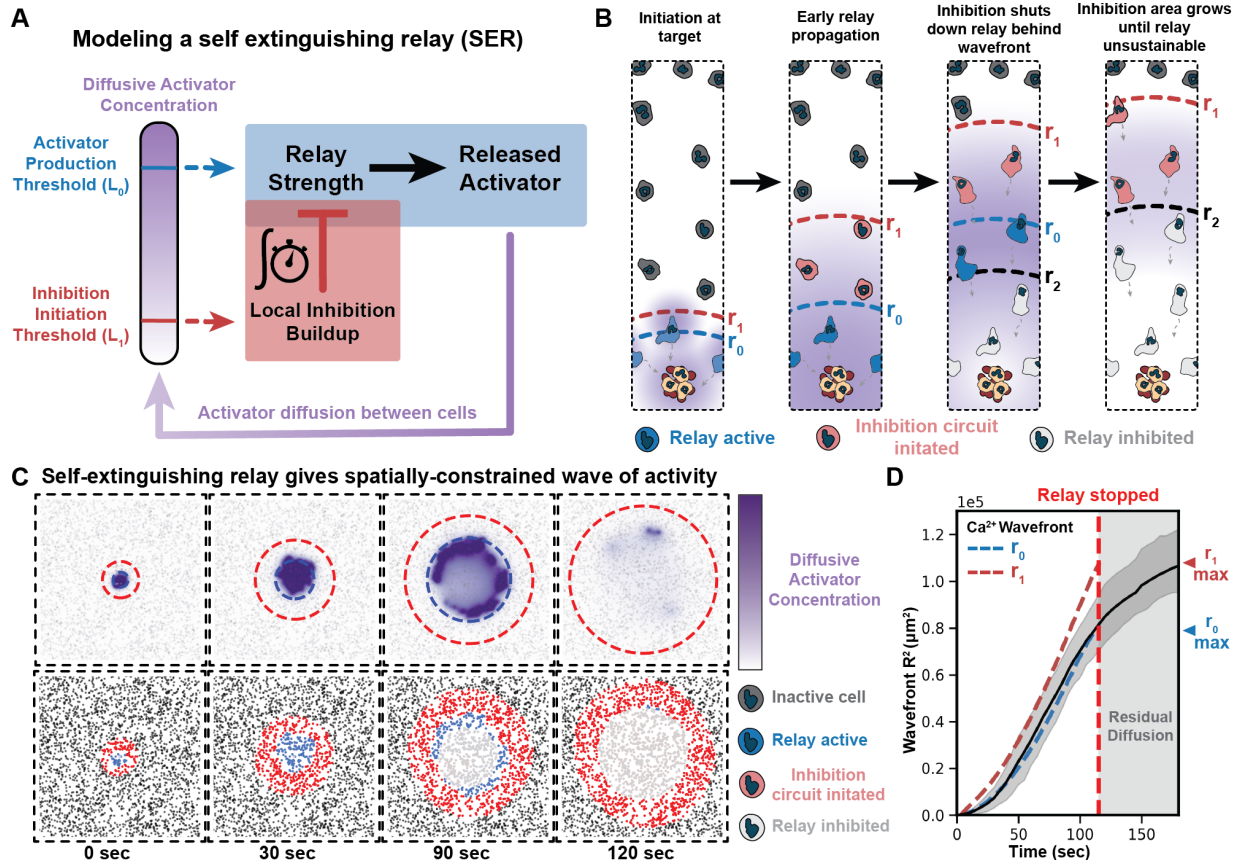 A
Modeling a self extinguishing relay (SER)
Diffusive Activator
Concentration
Activator
Production
Threshold (L0)
Inhibition
Initiation
Threshold (L1)
Relay
Strength
Released
Activator
Local Inhibition
Buildup
Activator diffusion between cells
B
Initiation at
target
Early relay
propagation
Inhibition shuts
down relay behind
wavefront
Inhibition area grows
until relay
unsustainable
r1
r0
r1
r0
r1
r0
r2
r1
r2
Relay active
Inhibition circuit
initated
Relay inhibited
C Self-extinguishing relay gives spatially-constrained wave of activity
Diffusive
Activator
Concentration
Inactive cell
Relay active
Inhibition
circuit initated
Relay inhibited
0 sec
30 sec
90 sec
120 sec
D
Relay stopped
1e5
Ca2+ Wavefront
r0
r1
Wavefront R2 (μm2)
1.2
1.0
0.8
0.6
0.4
0.2
0.0
r1
max
r0
max
Residual
Diffusion
0
50
100
150
Time (sec)